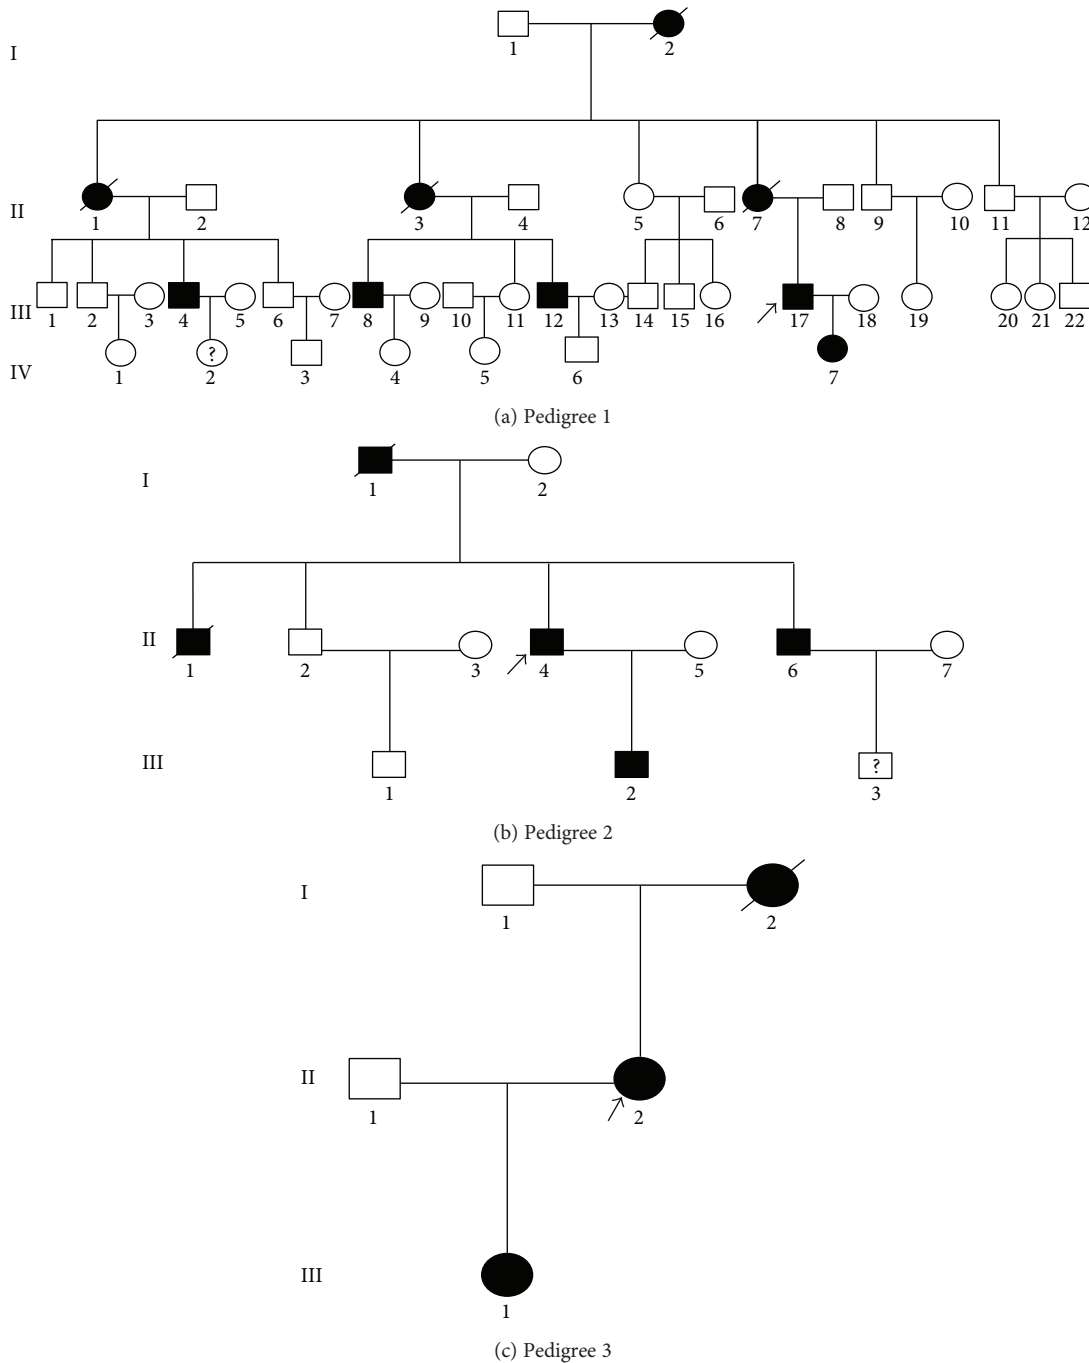 I
1 2
II
1 2 3 4 5 6 7 8 9 10 11 12
III
1 2 3 4 5 6 7 8 9 10 11 12 13 14 15 16 17 18 19 20 21 22
?
IV
1 2 3 4 5 6 7
(a) Pedigree 1
I
1 2
II
1 2 3 4 5 6 7
III
?
1 2 3
(b) Pedigree 2
I
1 2
II
1 2
III
1
(c) Pedigree 3